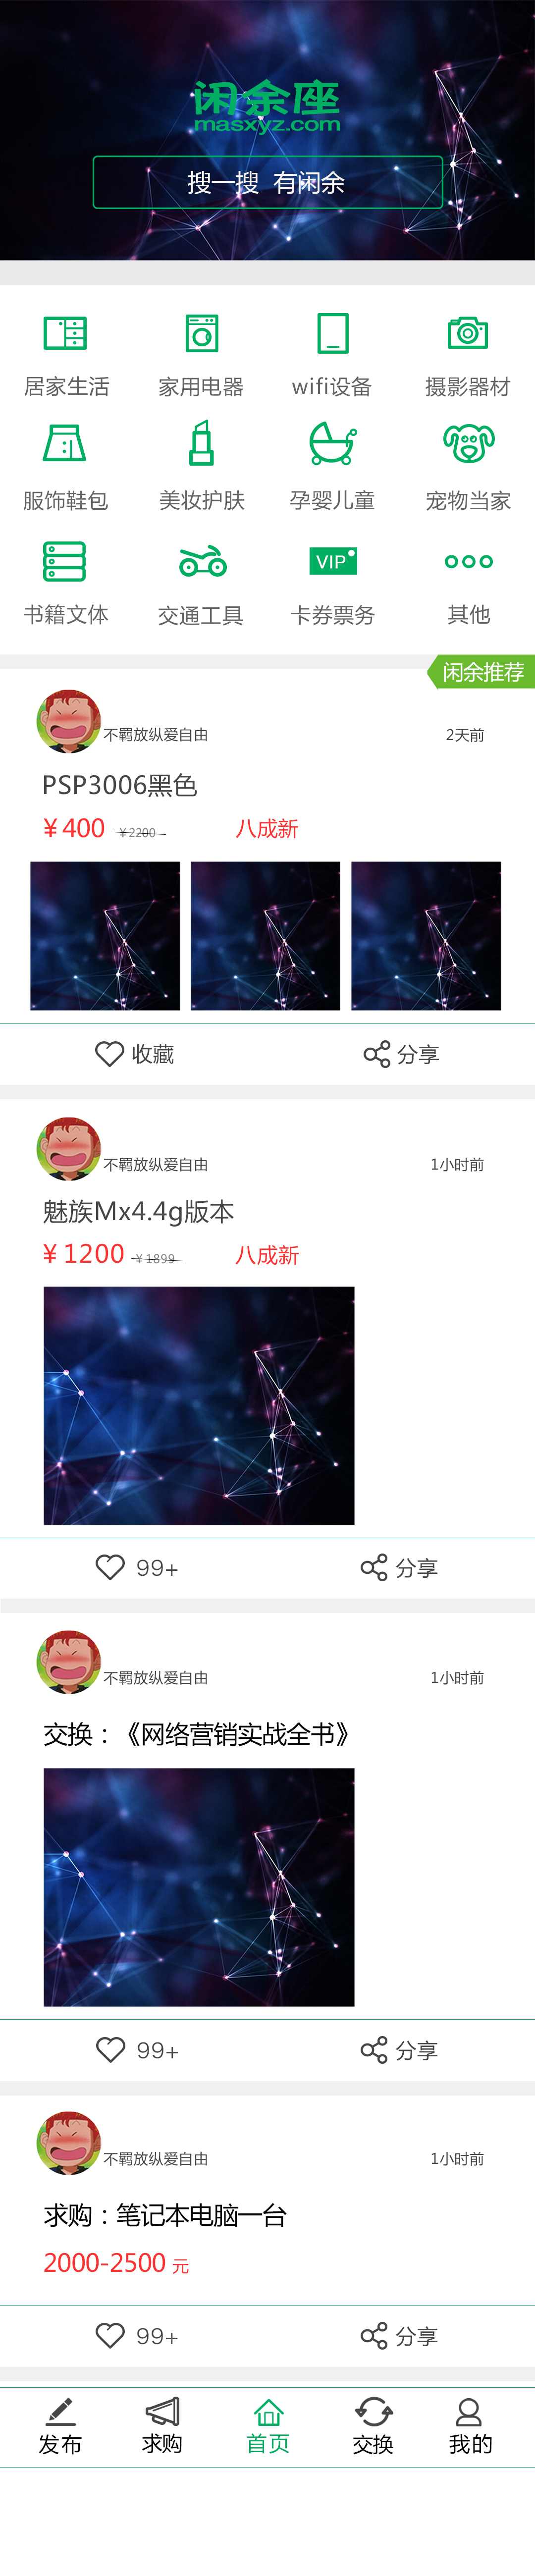 闲余座
masxyz.com
搜一搜 有闲余
居家生活 家用电器 wifi设备 摄影器材
服饰鞋包 美妆护肤 孕婴儿童 宠物当家
VIP
书籍文体 交通工具 卡券票务 其他
闲余推荐
不羁放纵爱自由 2天前
PSP3006黑色
¥400 ¥2200 八成新
收藏 分享
不羁放纵爱自由 1小时前
魅族Mx4.4g版本
¥1200 ¥1899 八成新
99+ 分享
不羁放纵爱自由 1小时前
交换：《网络营销实战全书》
99+ 分享
不羁放纵爱自由 1小时前
求购：笔记本电脑一台
2000-2500 元
99+ 分享
发布 求购 首页 交换 我的